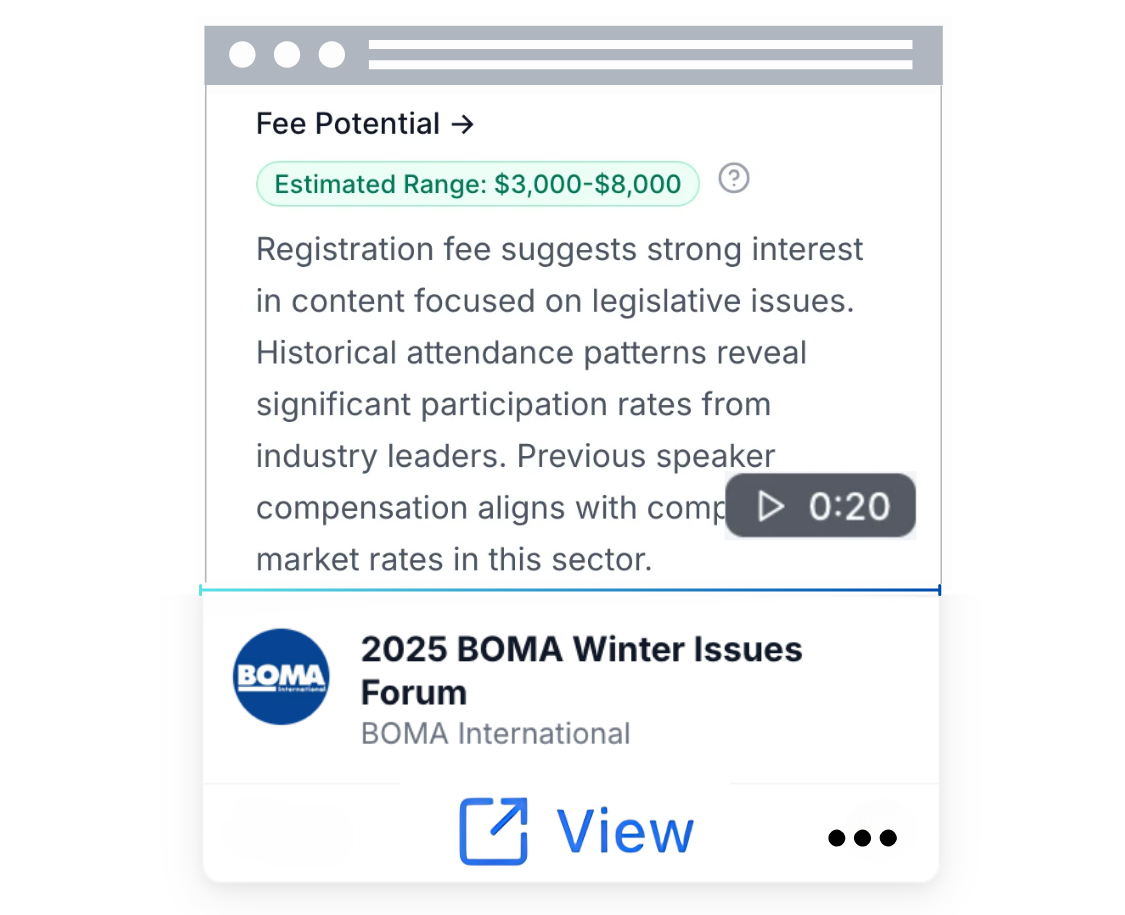 Fee Potential →
Estimated Range: $3,000-$8,000
Registration fee suggests strong interest
in content focused on legislative issues.
Historical attendance patterns reveal
significant participation rates from
industry leaders. Previous speaker
compensation aligns with
0:20
market rates in this sector.
BOMA
International
2025 BOMA Winter Issues
Forum
BOMA International
View